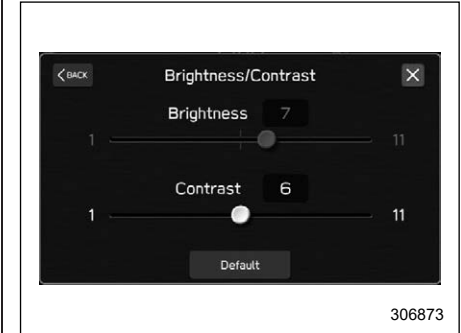 BACK
Brightness/Contrast
Brightness 7
1 11
Contrast 6
1 11
Default
306873